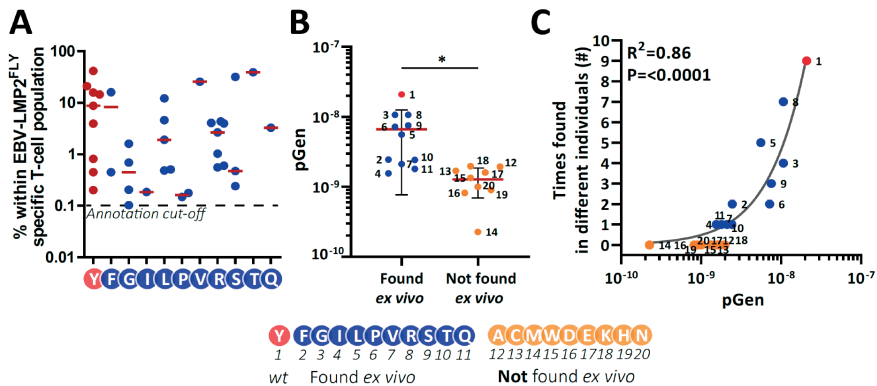 A
% within EBV-LMP2FLY
specific T-cell population
100
10
1
0.1
0.01
Annotation cut-off
Y F G I L P V R S T Q
B
pGen
10-7
10-8
10-9
10-10
*
1
3 8
6 9
5
2 10
7
4 11
18 12
13
15 17
20
16 19
14
Found
ex vivo
Not found
ex vivo
C
Times found
in different individuals (#)
R2=0.86
P=<0.0001
10
9
8
7
6
5
4
3
2
1
0
1
8
5
3
9
2 6
4 11 7
10
14 16 20 17 12 18
19 15 13
10-10
10-9
10-8
10-7
pGen
Y F G I L P V R S T Q A C M W D E K H N
1 2 3 4 5 6 7 8 9 10 11 12 13 14 15 16 17 18 19 20
wt Found ex vivo Not found ex vivo